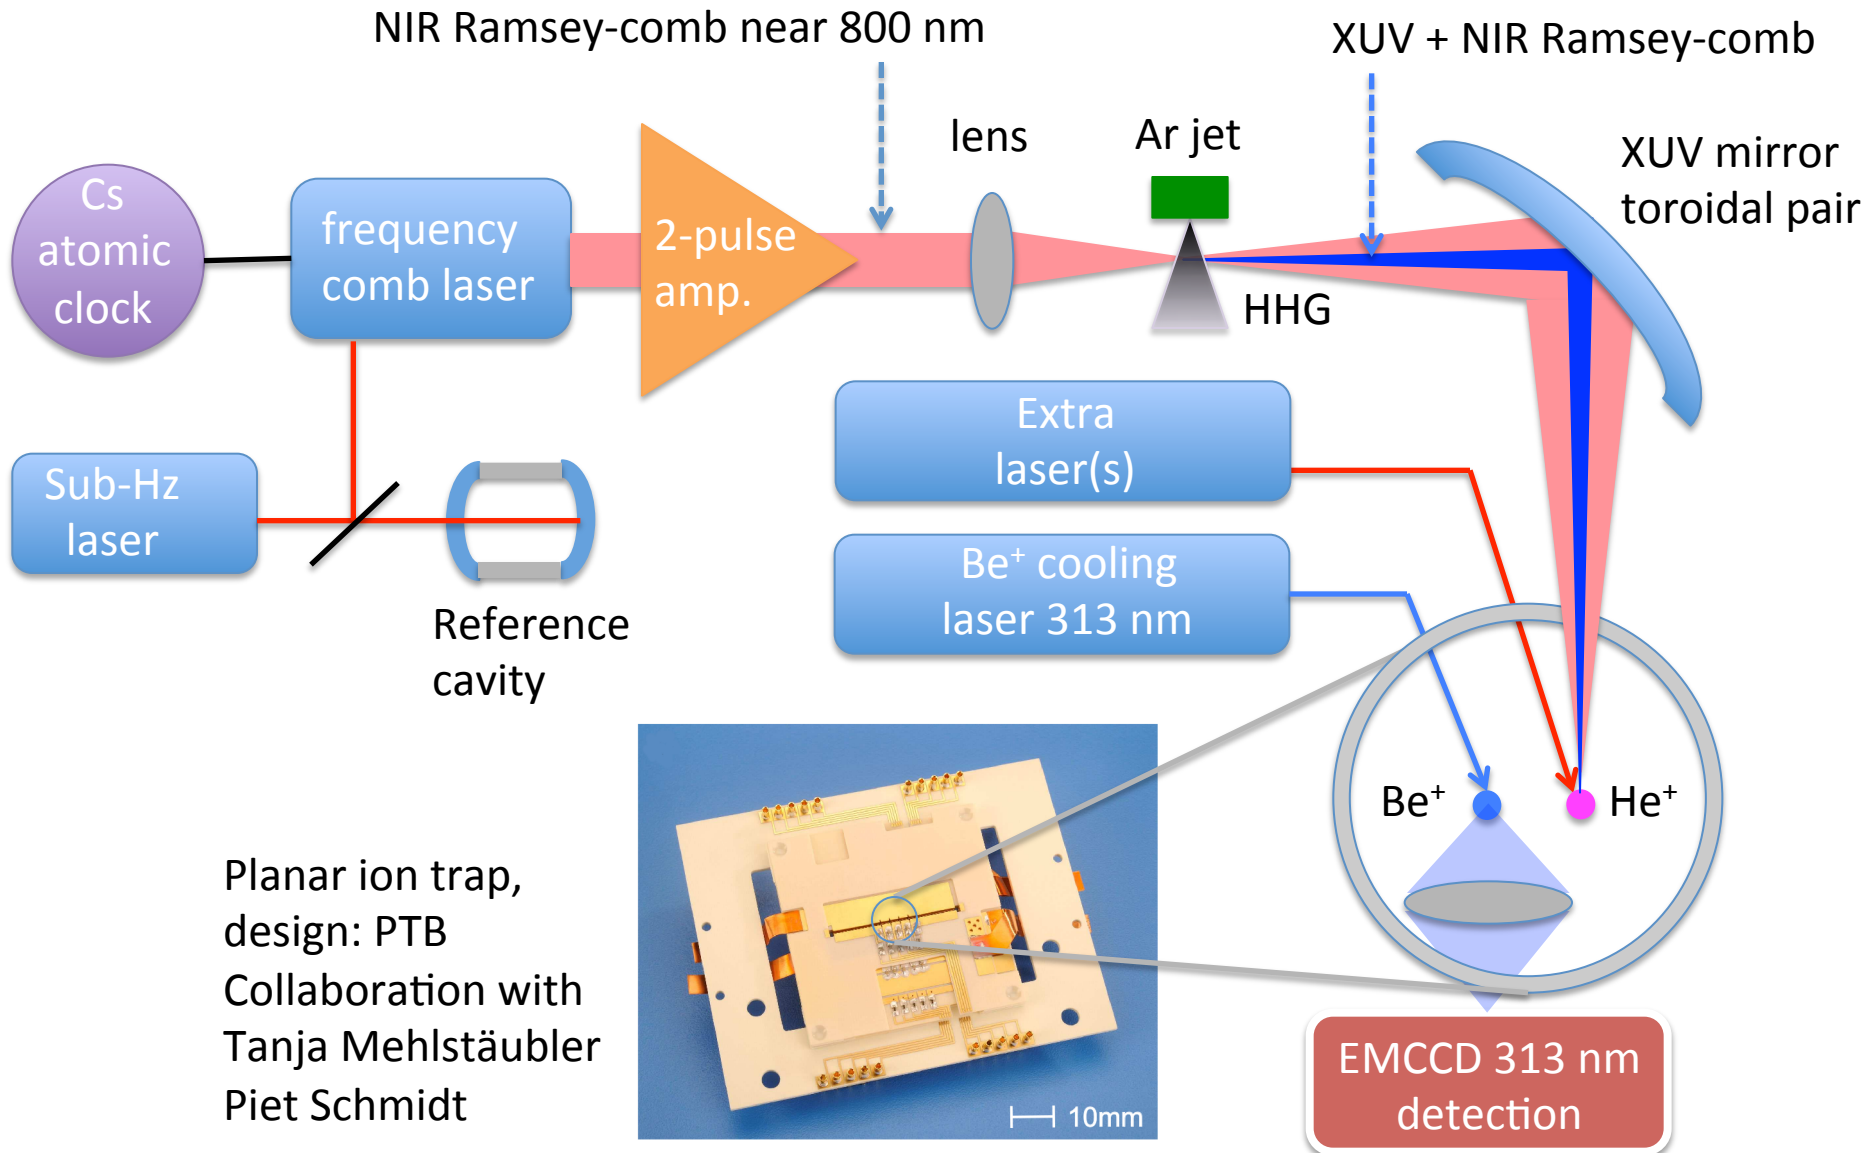 NIR Ramsey-comb near 800 nm
XUV + NIR Ramsey-comb
lens
Ar jet
XUV mirror
toroidal pair
Cs
atomic
clock
frequency
comb laser
2-pulse
amp.
HHG
Extra
laser(s)
Sub-Hz
laser
Be⁺ cooling
laser 313 nm
Reference
cavity
Be⁺
He⁺
Planar ion trap,
design: PTB
Collaboration with
Tanja Mehlstäubler
Piet Schmidt
10mm
EMCCD 313 nm
detection